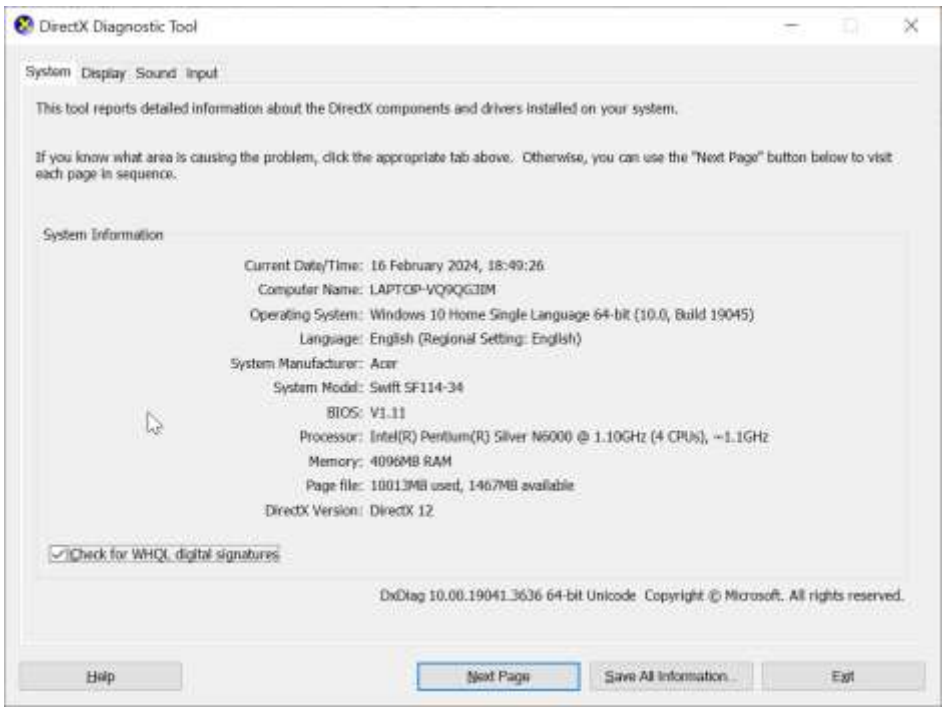 DirectX Diagnostic Tool
System Display Sound Input
This tool reports detailed information about the DirectX components and drivers installed on your system.
If you know what area is causing the problem, click the appropriate tab above. Otherwise, you can use the "Next Page" button below to visit
each page in sequence.
System Information
Current Date/Time: 16 February 2024, 18:49:26
Computer Name: LAPTOP-VQ9QG3IM
Operating System: Windows 10 Home Single Language 64-bit (10.0, Build 19045)
Language: English (Regional Setting: English)
System Manufacturer: Acer
System Model: Swift SF114-34
BIOS: V1.11
Processor: Intel(R) Pentium(R) Silver N6000 @ 1.10GHz (4 CPUs), ~1.1GHz
Memory: 4096MB RAM
Page file: 10013MB used, 1467MB available
DirectX Version: DirectX 12
Check for WHQL digital signatures
DxDiag 10.00.19041.3636 64-bit Unicode Copyright © Microsoft. All rights reserved.
Help Next Page Save All Information... Exit